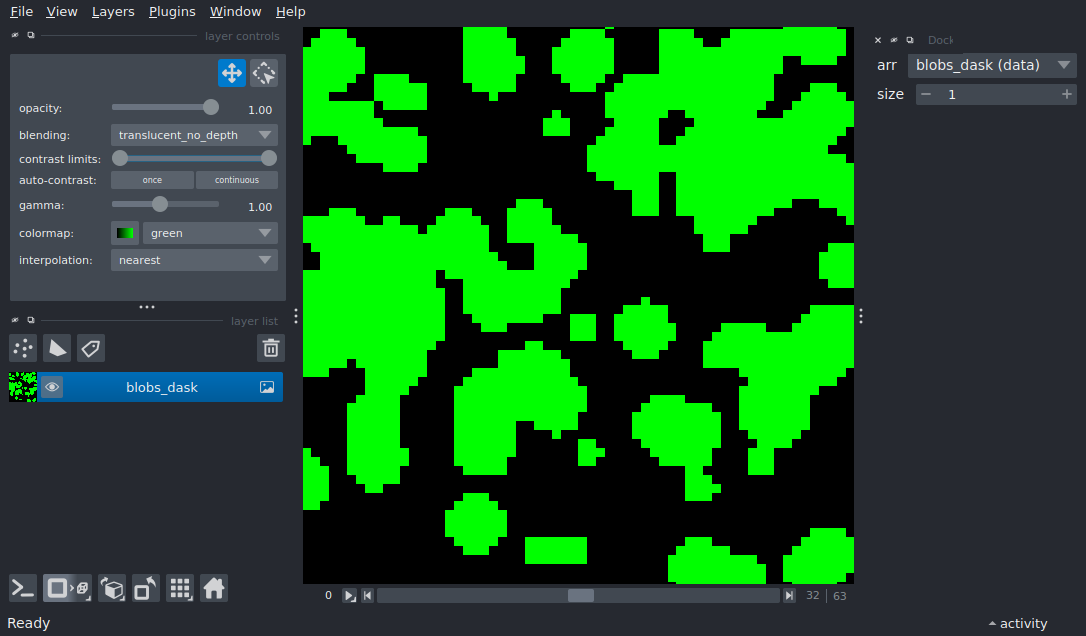 File View Layers Plugins Window Help
layer controls
opacity: 1.00
blending: translucent_no_depth
contrast limits:
auto-contrast: once continuous
gamma: 1.00
colormap: green
interpolation: nearest
layer list
blobs_dask
Dock
arr blobs_dask (data)
size 1
0 32 63
Ready
activity